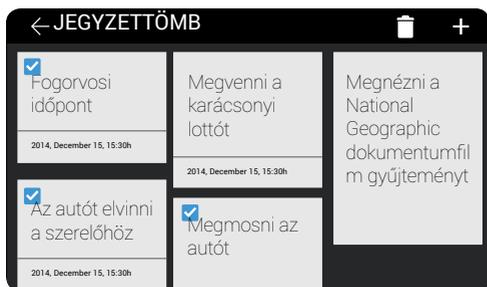 JEGYZETTÖMB
Fogorvosi
időpont
2014, December 15, 15:30h
Az autót elvinni
a szerelőhöz
2014, December 15, 15:30h
Megvenni a
karácsonyi
lottót
2014, December 15, 15:30h
Megmosni az
autót
Megnézni a
National
Geographic
dokumentumfil
m gyűjteményt